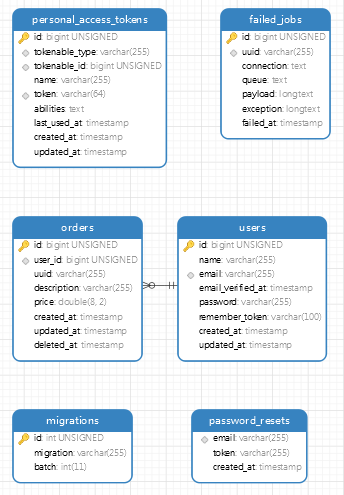 personal_access_tokens
id: bigint UNSIGNED
tokenable_type: varchar(255)
tokenable_id: bigint UNSIGNED
name: varchar(255)
token: varchar(64)
abilities: text
last_used_at: timestamp
created_at: timestamp
updated_at: timestamp
failed_jobs
id: bigint UNSIGNED
uuid: varchar(255)
connection: text
queue: text
payload: longtext
exception: longtext
failed_at: timestamp
orders
id: bigint UNSIGNED
user_id: bigint UNSIGNED
uuid: varchar(255)
description: varchar(255)
price: double(8, 2)
created_at: timestamp
updated_at: timestamp
deleted_at: timestamp
users
id: bigint UNSIGNED
name: varchar(255)
email: varchar(255)
email_verified_at: timestamp
password: varchar(255)
remember_token: varchar(100)
created_at: timestamp
updated_at: timestamp
migrations
id: int UNSIGNED
migration: varchar(255)
batch: int(11)
password_resets
email: varchar(255)
token: varchar(255)
created_at: timestamp